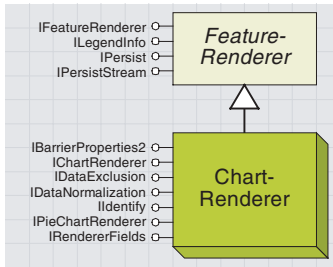 IFeatureRenderer
ILegendInfo
IPersist
IPersistStream
Feature-
Renderer
IBarrierProperties2
IChartRenderer
IDataExclusion
IDataNormalization
IIdentify
IPieChartRenderer
IRendererFields
Chart-
Renderer